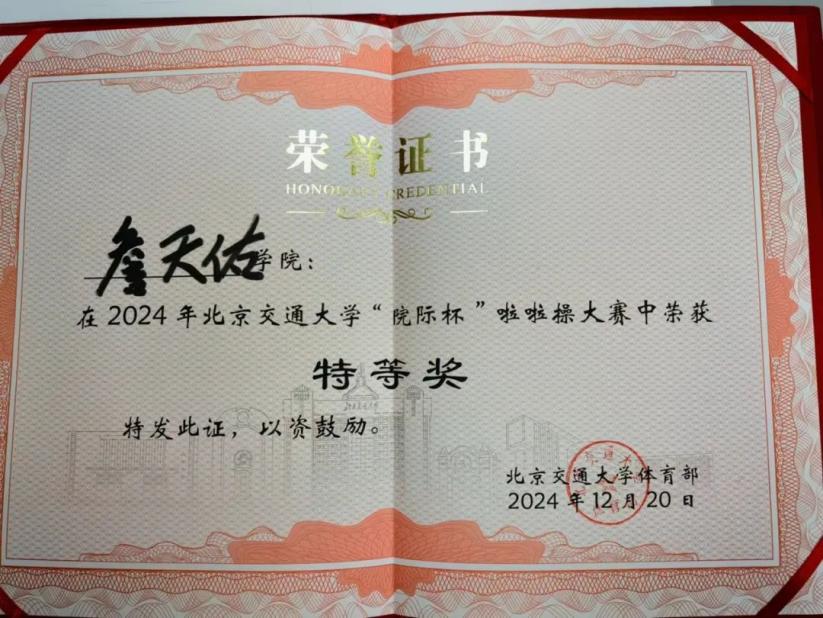 荣誉证书
HONORARY CREDENTIAL
詹天佑学院：
在2024年北京交通大学“院际杯”啦啦操大赛中荣获
特等奖
特发此证，以资鼓励。
北京交通大学体育部
2024年12月20日